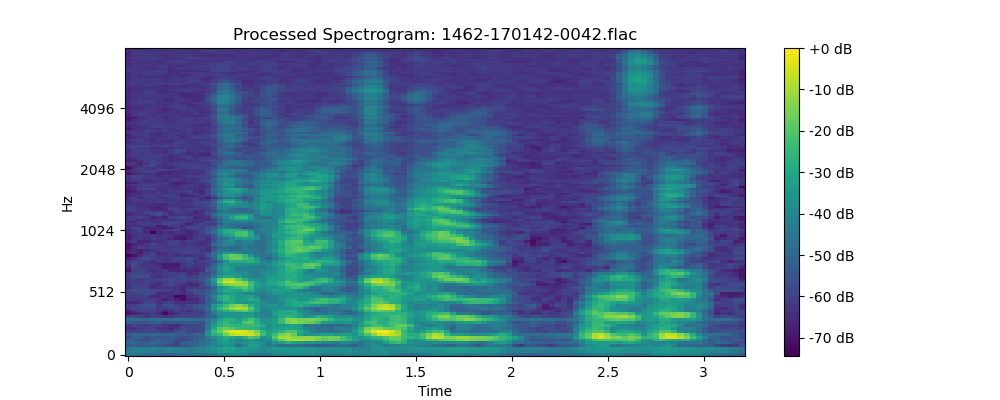 Processed Spectrogram: 1462-170142-0042.flac
+0 dB
4096
-10 dB
-20 dB
2048
-30 dB
Hz
1024
-40 dB
-50 dB
512
-60 dB
-70 dB
0
0 0.5 1 1.5 2 2.5 3
Time